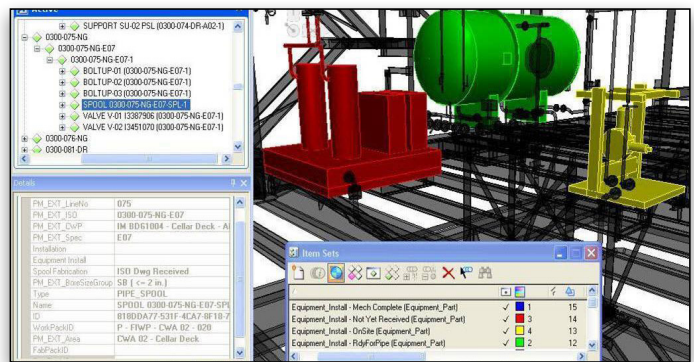 Active
SUPPORT SU-02 PSL (0300-074-DR-A02-1)
0300-075-NG
0300-075-NG-E07
0300-075-NG-E07-1
BOLTUP-01 (0300-075-NG-E07-1)
BOLTUP-02 (0300-075-NG-E07-1)
BOLTUP-03 (0300-075-NG-E07-1)
SPOOL 0300-075-NG-E07-SPL-1
VALVE V-01 13387906 (0300-075-NG-E07-1)
VALVE V-02 13451070 (0300-075-NG-E07-1)
0300-076-NG
0300-081-DR
Details
PM_EXT_LineNo 075
PM_EXT_ISO 0300-075-NG-E07
PM_EXT_CWP IM BD61004 - Cellar Deck - A
PM_EXT_Spec E07
Installation
Equipment Install
Spool Fabrication ISO Dwg Received
PM_EXT_BoreSizeGroup SB ( <= 2 in.)
Type PIPE_SPOOL
Name SPOOL 0300-075-NG-E07-SPL
ID
WorkPackID P - FIWP - CWA 02 - 020
PM_EXT_Area CWA 02 - Cellar Deck
FabPackID
Item Sets
Equipment_Install - Mech Complete (Equipment_Part) ✓ 1 15
Equipment_Install - Not Yet Received (Equipment_Part) ✓ 3 14
Equipment_Install - OnSite (Equipment_Part) ✓ 4 13
Equipment_Install - RdyForPipe (Equipment_Part) ✓ 2 12